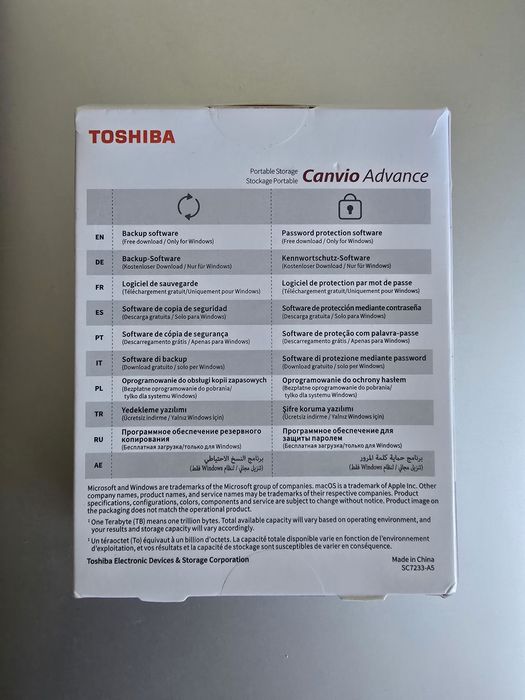 TOSHIBA
Portable Storage
Stockage Portable
Canvio Advance
EN
Backup software
(Free download / Only for Windows)
Password protection software
(Free download / Only for Windows)
DE
Backup-Software
(Kostenloser Download / Nur für Windows)
Kennwortschutz-Software
(Kostenloser Download / Nur für Windows)
FR
Logiciel de sauvegarde
(Téléchargement gratuit/Uniquement pour Windows)
Logiciel de protection par mot de passe
(Téléchargement gratuit/Uniquement pour Windows)
ES
Software de copia de seguridad
(Descarga gratuita / Solo para Windows)
Software de protección mediante contraseña
(Descarga gratuita / Solo para Windows)
PT
Software de cópia de segurança
(Descarregamento grátis / Apenas para Windows)
Software de proteção com palavra-passe
(Descarregamento grátis / Apenas para Windows)
IT
Software di backup
(Download gratuito / solo per Windows)
Software di protezione mediante password
(Download gratuito / solo per Windows)
PL
Oprogramowanie do obsługi kopii zapasowych
(Bezpłatne oprogramowanie do pobrania/
tylko dla systemu Windows)
Oprogramowanie do ochrony hasłem
(Bezpłatne oprogramowanie do pobrania/
tylko dla systemu Windows)
TR
Yedekleme yazılımı
(Ücretsiz indirme / Yalnız Windows için)
Şifre koruma yazılımı
(Ücretsiz indirme / Yalnız Windows için)
RU
Программное обеспечение резервного
копирования
(Бесплатная загрузка/только для Windows)
Программное обеспечение для
защиты паролем
(Бесплатная загрузка/только для Windows)
AE
برنامج النسخ الاحتياطي
(تنزيل مجاني / لنظام Windows فقط)
برنامج حماية كلمة المرور
(تنزيل مجاني / لنظام Windows فقط)
Microsoft and Windows are trademarks of the Microsoft group of companies. macOS is a trademark of Apple Inc. Other
company names, product names, and service names may be trademarks of their respective companies. Product
specifications, configurations, colors, components and service are subject to change without notice. Product image on
the packaging does not match the operational product.
¹ One Terabyte (TB) means one trillion bytes. Total available capacity will vary based on operating environment, and
your results and storage capacity will vary accordingly.
¹ Un téraoctet (To) équivaut à un billion d'octets. La capacité totale disponible varie en fonction de l'environnement
d'exploitation, et vos résultats et la capacité de stockage sont susceptibles de varier en conséquence.
Toshiba Electronic Devices & Storage Corporation
Made in China
SC7233-A5